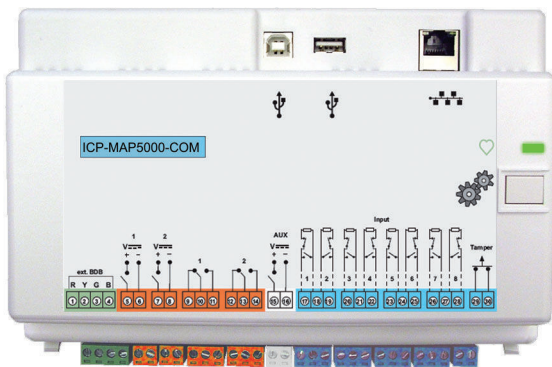 ICP-MAP5000-COM
Input
1 2 AUX
V V V
+ - + - + -
1 2 Tamper
ext. BDB
1 2 3 4 5 6 7 8
R Y G B
1 2 3 4 5 6 7 8 9 10 11 12 13 14 15 16 17 18 19 20 21 22 23 24 25 26 27 28 29 30